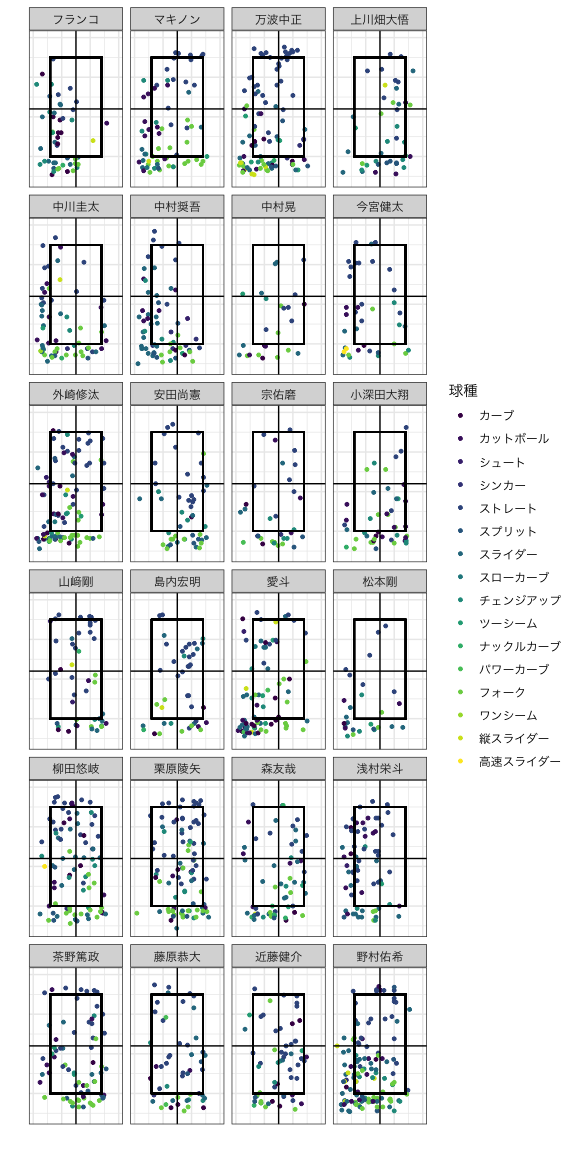 フランコ マキノン 万波中正 上川畑大悟
中川圭太 中村奨吾 中村晃 今宮健太
外崎修汰 安田尚憲 宗佑磨 小深田大翔
山﨑剛 島内宏明 愛斗 松本剛
柳田悠岐 栗原陵矢 森友哉 浅村栄斗
茶野篤政 藤原恭大 近藤健介 野村佑希
球種
カーブ
カットボール
シュート
シンカー
ストレート
スプリット
スライダー
スローカーブ
チェンジアップ
ツーシーム
ナックルカーブ
パワーカーブ
フォーク
ワンシーム
縦スライダー
高速スライダー